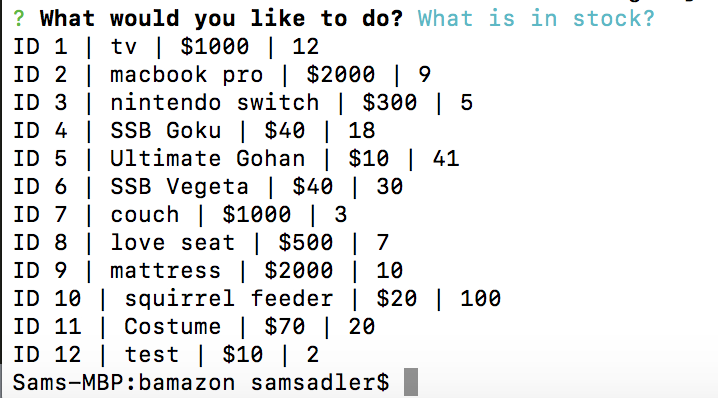 ? What would you like to do? What is in stock?
ID 1 | tv | $1000 | 12
ID 2 | macbook pro | $2000 | 9
ID 3 | nintendo switch | $300 | 5
ID 4 | SSB Goku | $40 | 18
ID 5 | Ultimate Gohan | $10 | 41
ID 6 | SSB Vegeta | $40 | 30
ID 7 | couch | $1000 | 3
ID 8 | love seat | $500 | 7
ID 9 | mattress | $2000 | 10
ID 10 | squirrel feeder | $20 | 100
ID 11 | Costume | $70 | 20
ID 12 | test | $10 | 2
Sams-MBP:bamazon samsadler$